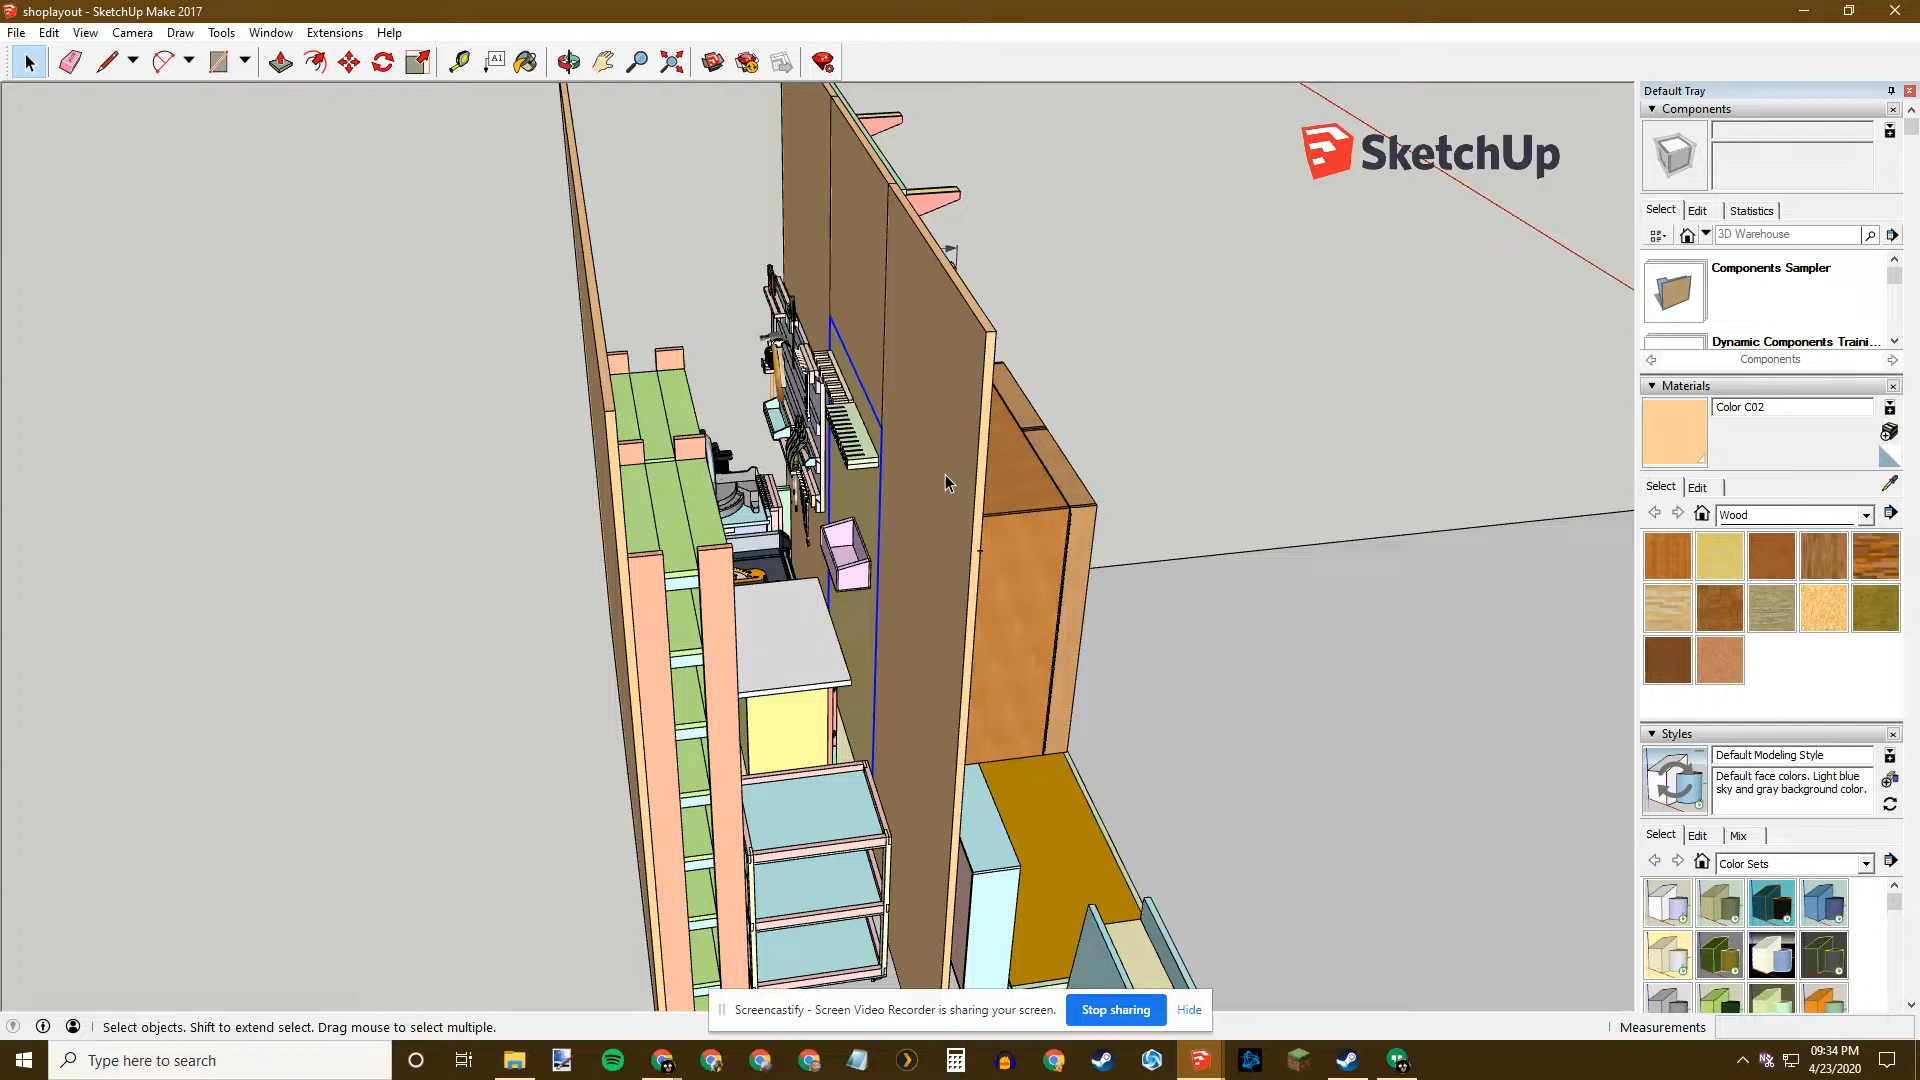 shoplayout - SketchUp Make 2017
File Edit View Camera Draw Tools Window Extensions Help
A1
SketchUp
Default Tray
Components
Select Edit Statistics
3D Warehouse
Components Sampler
Dynamic Components Traini...
Components
Materials
Color C02
Select Edit
Wood
Styles
Default Modeling Style
Default face colors. Light blue
sky and gray background color.
Select Edit Mix
Color Sets
Screencastify - Screen Video Recorder is sharing your screen. Stop sharing Hide
Select objects. Shift to extend select. Drag mouse to select multiple.
Measurements
Type here to search
09:34 PM
4/23/2020